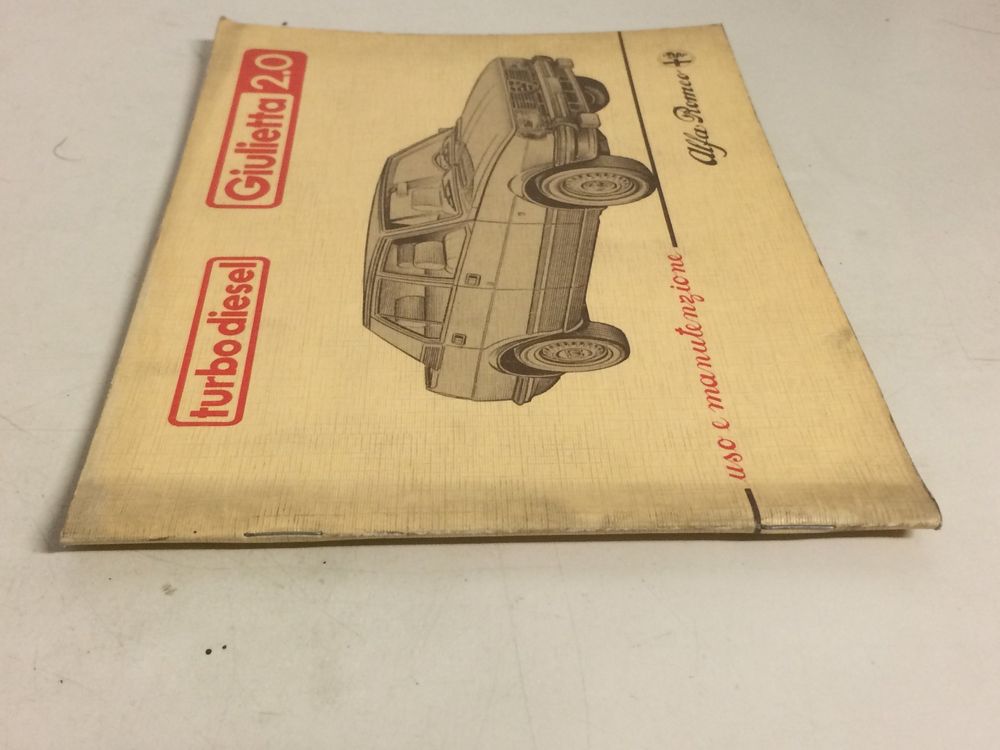 turbodiesel Giulietta 2.0
uso e manutenzione
Alfa Romeo